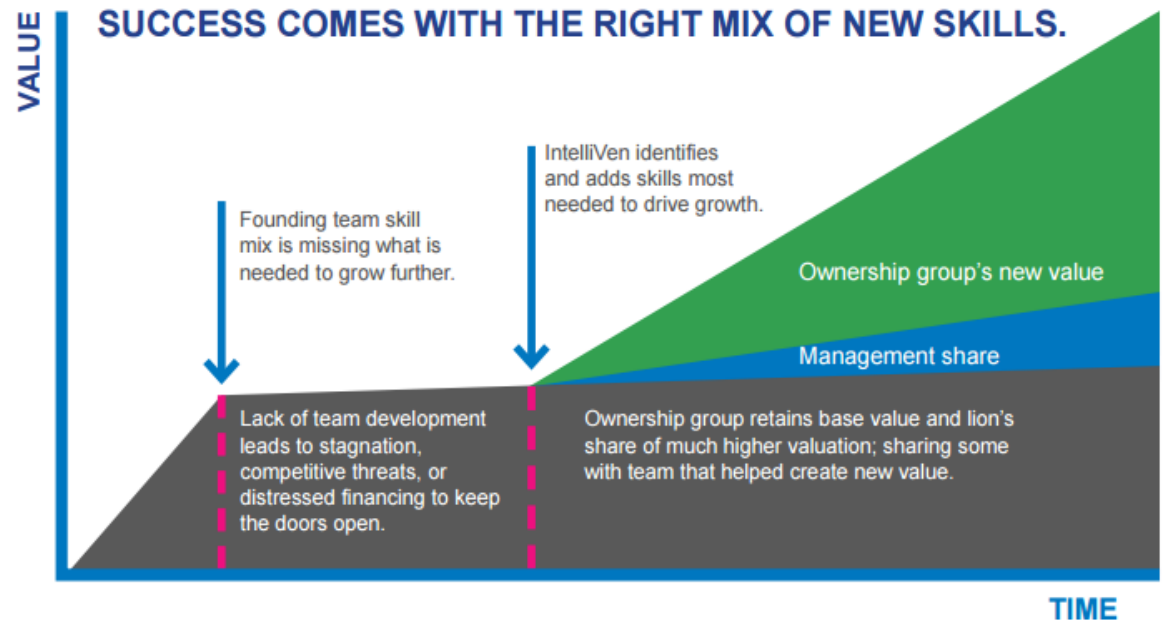 VALUE
SUCCESS COMES WITH THE RIGHT MIX OF NEW SKILLS.
Founding team skill
mix is missing what is
needed to grow further.
IntelliVen identifies
and adds skills most
needed to drive growth.
Ownership group's new value
Management share
Lack of team development
leads to stagnation,
competitive threats, or
distressed financing to keep
the doors open.
Ownership group retains base value and lion's
share of much higher valuation; sharing some
with team that helped create new value.
TIME